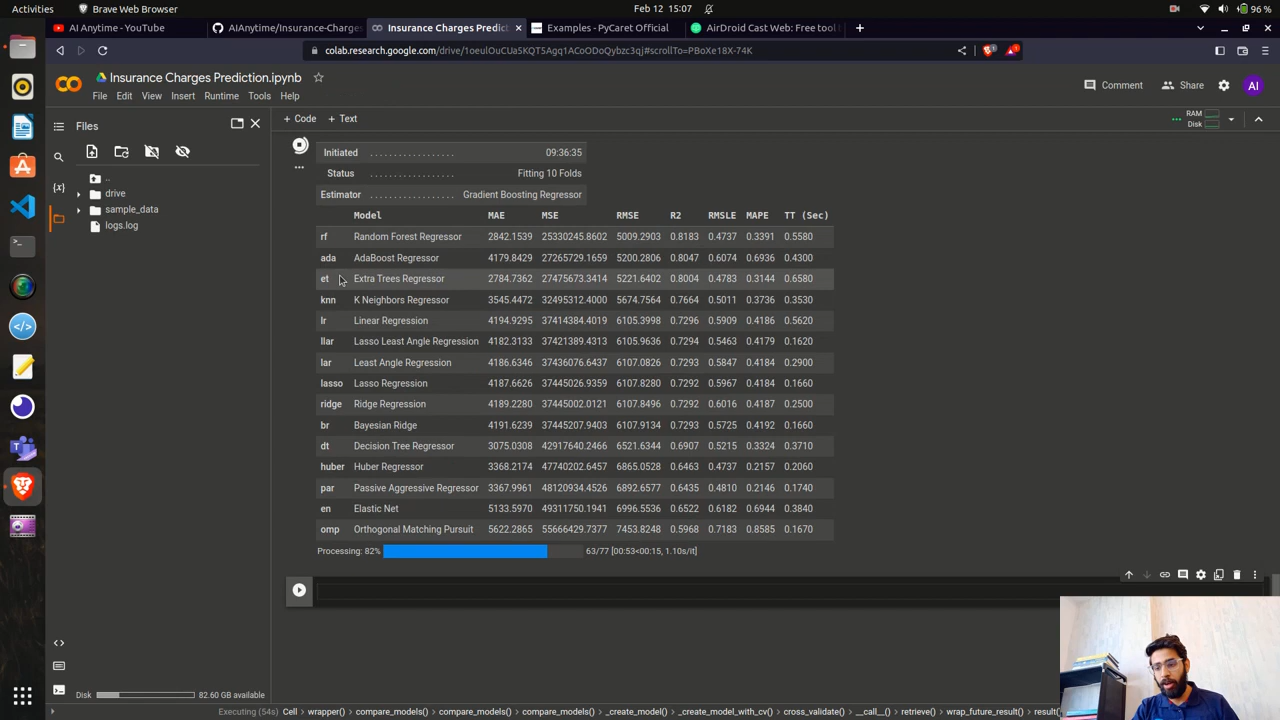 Activities
Brave Web Browser
Feb 12 15:07
96 %
AI Anytime - YouTube
AIAnytime/Insurance-Charges
Insurance Charges Predic
Examples - PyCaret Official
AirDroid Cast Web: Free tool
colab.research.google.com/drive/1oeulOuCUa5KQT5Agq1ACoODoQybzc3qj#scrollTo=PBoXe18X-74K
Insurance Charges Prediction.ipynb
Comment
Share
AI
File Edit View Insert Runtime Tools Help
Files
+ Code + Text
RAM
Disk
..
drive
sample_data
logs.log
Initiated . . . . . . . . . . . . . . . . . . 09:36:35
Status . . . . . . . . . . . . . . . . . . Fitting 10 Folds
Estimator . . . . . . . . . . . . . . . . . . Gradient Boosting Regressor
Model MAE MSE RMSE R2 RMSLE MAPE TT (Sec)
rf Random Forest Regressor 2842.1539 25330245.8602 5009.2903 0.8183 0.4737 0.3391 0.5580
ada AdaBoost Regressor 4179.8429 27265729.1659 5200.2806 0.8047 0.6074 0.6936 0.4300
et Extra Trees Regressor 2784.7362 27475673.3414 5221.6402 0.8004 0.4783 0.3144 0.6580
knn K Neighbors Regressor 3545.4472 32495312.4000 5674.7564 0.7664 0.5011 0.3736 0.3530
lr Linear Regression 4194.9295 37414384.4019 6105.3998 0.7296 0.5909 0.4186 0.5620
llar Lasso Least Angle Regression 4182.3133 37421389.4313 6105.9636 0.7294 0.5463 0.4179 0.1620
lar Least Angle Regression 4186.6346 37436076.6437 6107.0826 0.7293 0.5847 0.4184 0.2900
lasso Lasso Regression 4187.6626 37445026.9359 6107.8280 0.7292 0.5967 0.4184 0.1660
ridge Ridge Regression 4189.2280 37445002.0121 6107.8496 0.7292 0.6016 0.4187 0.2500
br Bayesian Ridge 4191.6239 37445207.9403 6107.9134 0.7292 0.5725 0.4192 0.1660
dt Decision Tree Regressor 3075.0308 42917640.2466 6521.6344 0.6907 0.5215 0.3324 0.3710
huber Huber Regressor 3368.2174 47740202.6457 6865.0528 0.6463 0.4737 0.2157 0.2060
par Passive Aggressive Regressor 3367.9961 48120934.4526 6892.6577 0.6435 0.4810 0.2146 0.1740
en Elastic Net 5133.5970 49311750.1941 6996.5536 0.6522 0.6182 0.6944 0.3840
omp Orthogonal Matching Pursuit 5622.2865 55666429.7377 7453.8248 0.5968 0.7183 0.8585 0.1670
Processing: 82% 63/77 [00:53<00:15, 1.10s/it]
Disk 82.60 GB available
Executing (54s) Cell wrapper() compare_models() compare_models() compare_models() _create_model() _create_model_with_cv() cross_validate() __call__() retrieve() wrap_future_result() result()